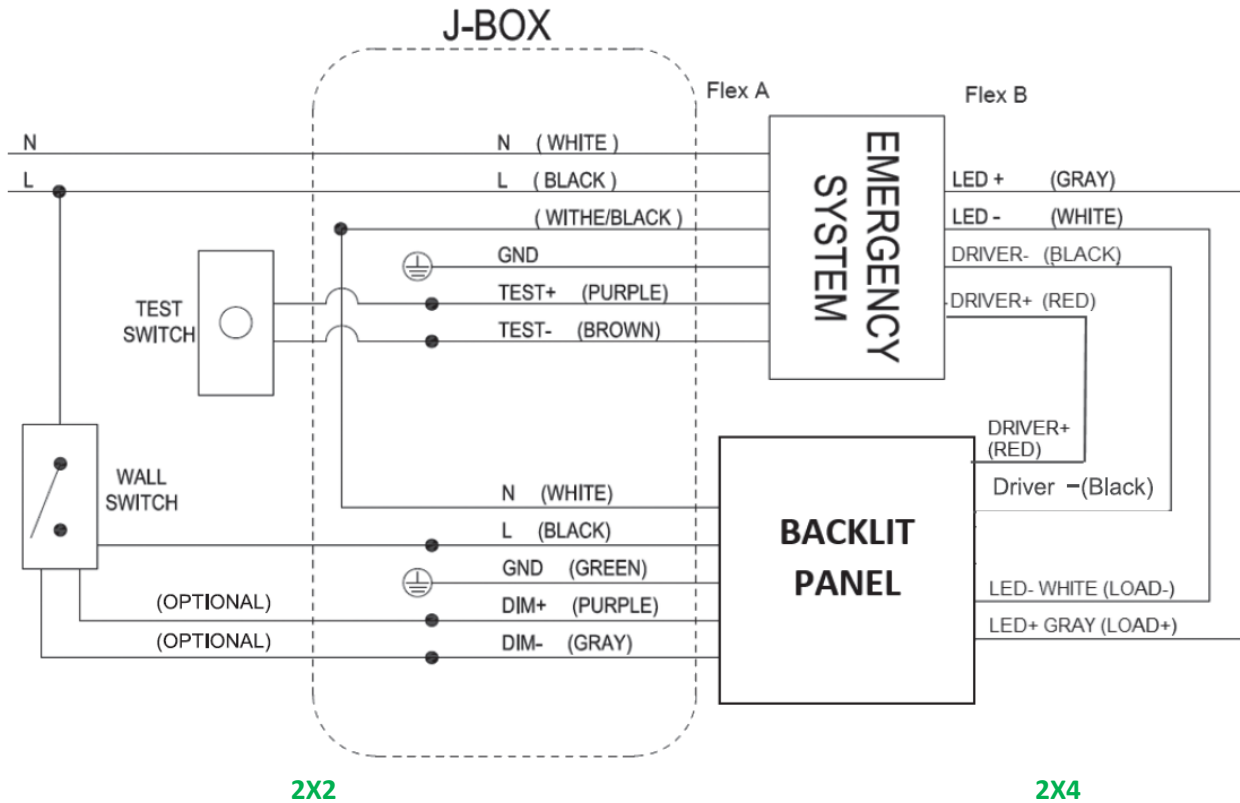 J-BOX
Flex A
Flex B
N
N ( WHITE )
L
L ( BLACK )
( WITHE/BLACK )
GND
TEST+ (PURPLE)
TEST- (BROWN)
TEST
SWITCH
EMERGENCY
SYSTEM
LED + (GRAY)
LED - (WHITE)
DRIVER- (BLACK)
DRIVER+ (RED)
WALL
SWITCH
N (WHITE)
L (BLACK)
GND (GREEN)
(OPTIONAL)
DIM+ (PURPLE)
(OPTIONAL)
DIM- (GRAY)
BACKLIT
PANEL
DRIVER+
(RED)
Driver -(Black)
LED- WHITE (LOAD-)
LED+ GRAY (LOAD+)
2X2
2X4